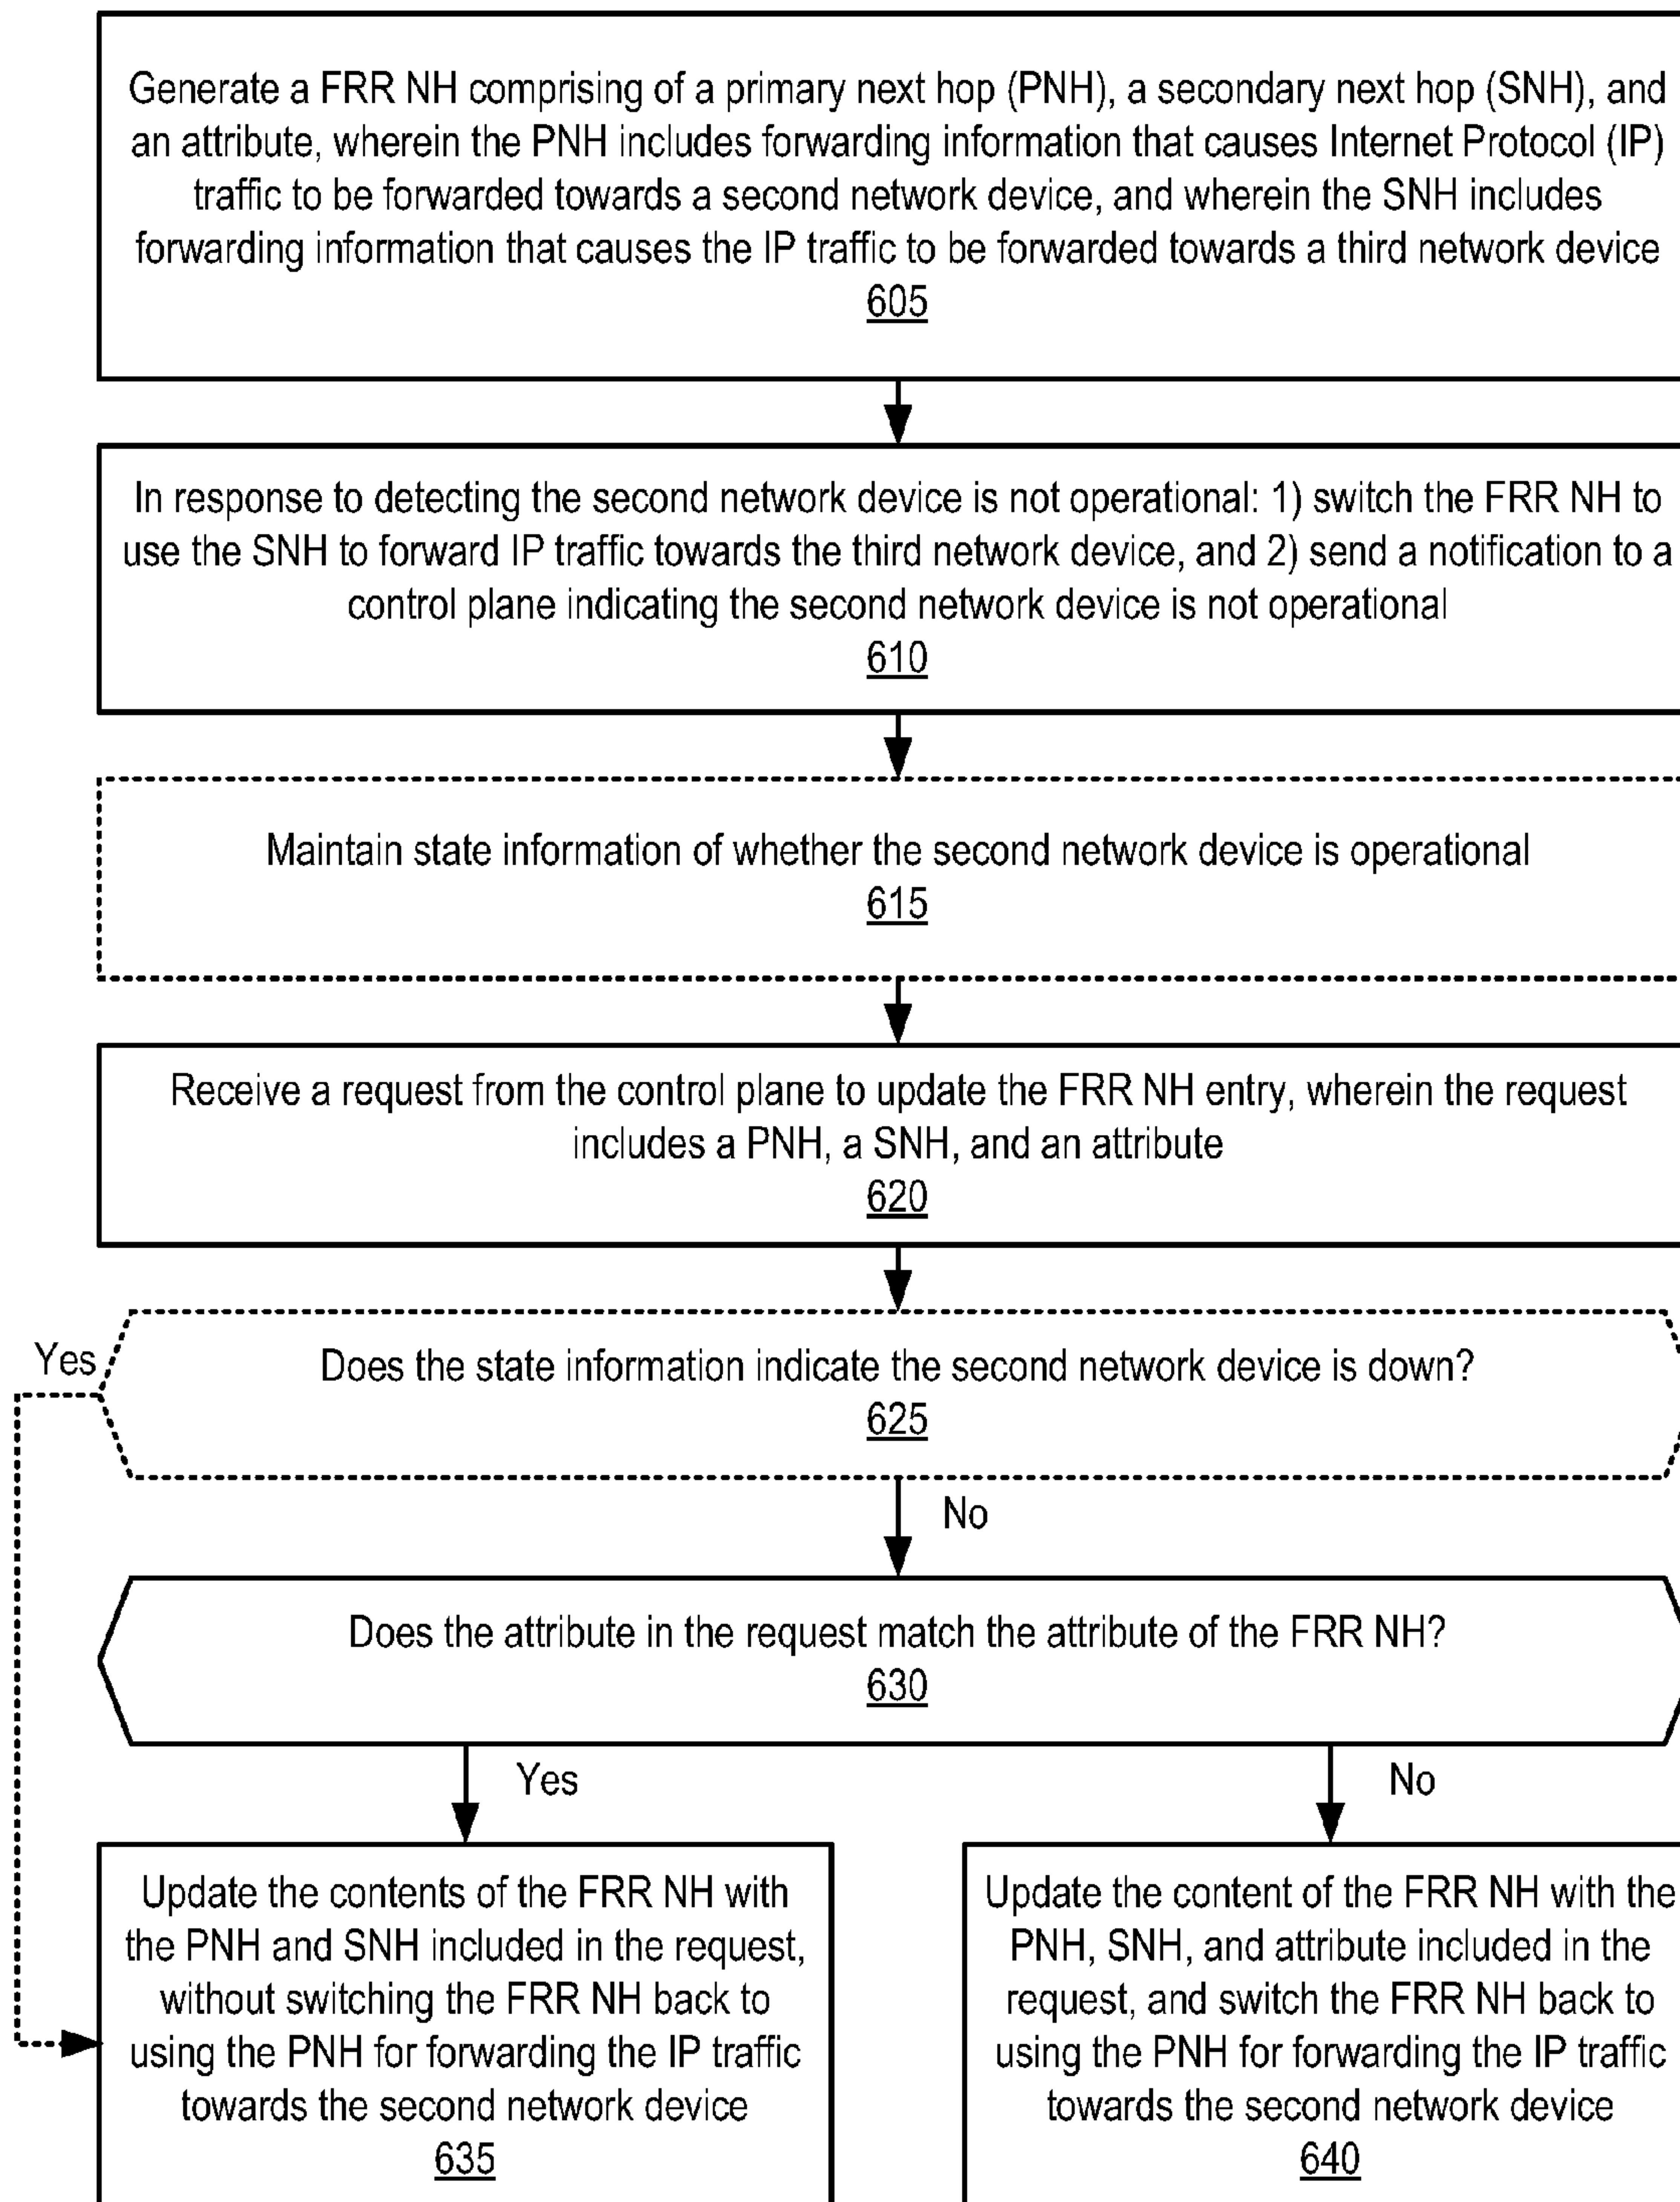 Generate a FRR NH comprising of a primary next hop (PNH), a secondary next hop (SNH), and
an attribute, wherein the PNH includes forwarding information that causes Internet Protocol (IP)
traffic to be forwarded towards a second network device, and wherein the SNH includes
forwarding information that causes the IP traffic to be forwarded towards a third network device
605
In response to detecting the second network device is not operational: 1) switch the FRR NH to
use the SNH to forward IP traffic towards the third network device, and 2) send a notification to a
control plane indicating the second network device is not operational
610
Maintain state information of whether the second network device is operational
615
Receive a request from the control plane to update the FRR NH entry, wherein the request
includes a PNH, a SNH, and an attribute
620
Yes
Does the state information indicate the second network device is down?
625
No
Does the attribute in the request match the attribute of the FRR NH?
630
Yes
No
Update the contents of the FRR NH with
the PNH and SNH included in the request,
without switching the FRR NH back to
using the PNH for forwarding the IP traffic
towards the second network device
635
Update the content of the FRR NH with the
PNH, SNH, and attribute included in the
request, and switch the FRR NH back to
using the PNH for forwarding the IP traffic
towards the second network device
640